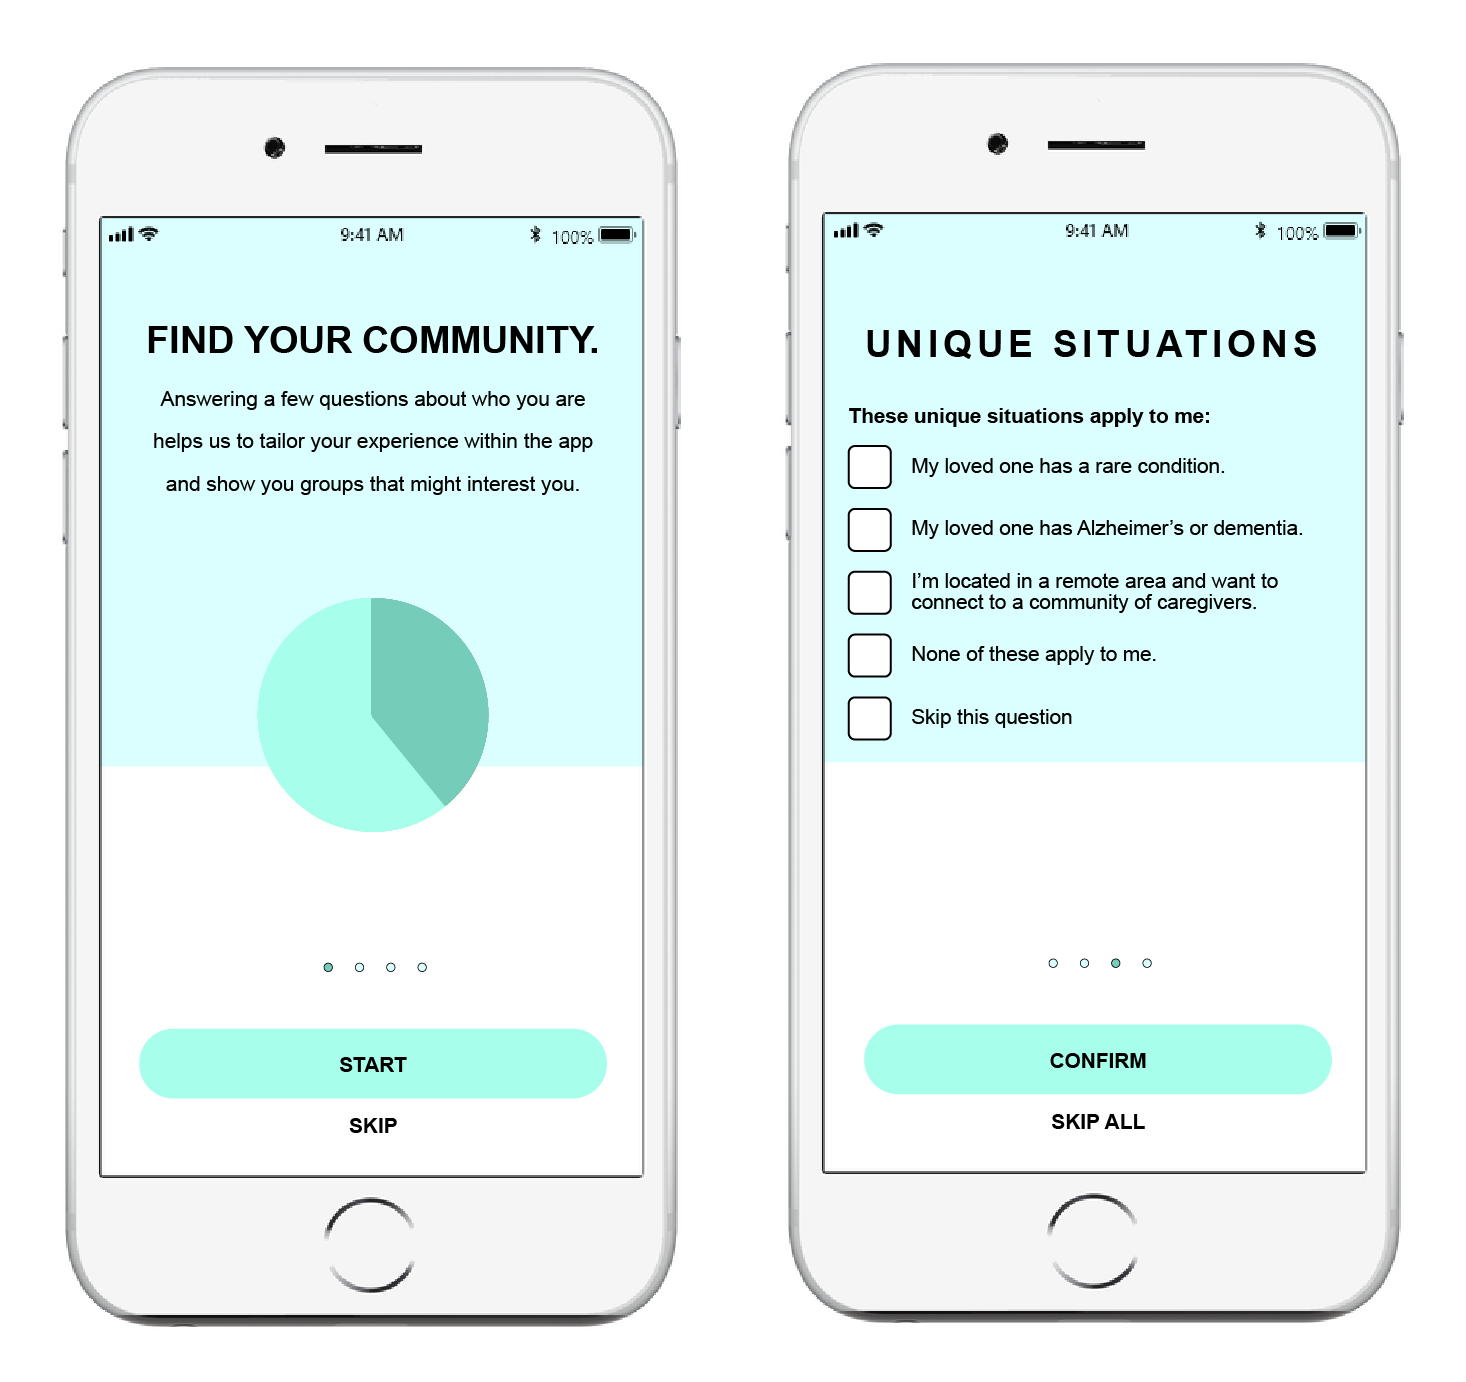 9:41 AM
100%
FIND YOUR COMMUNITY.
Answering a few questions about who you are
helps us to tailor your experience within the app
and show you groups that might interest you.
START
SKIP
9:41 AM
100%
UNIQUE SITUATIONS
These unique situations apply to me:
My loved one has a rare condition.
My loved one has Alzheimer’s or dementia.
I’m located in a remote area and want to
connect to a community of caregivers.
None of these apply to me.
Skip this question
CONFIRM
SKIP ALL